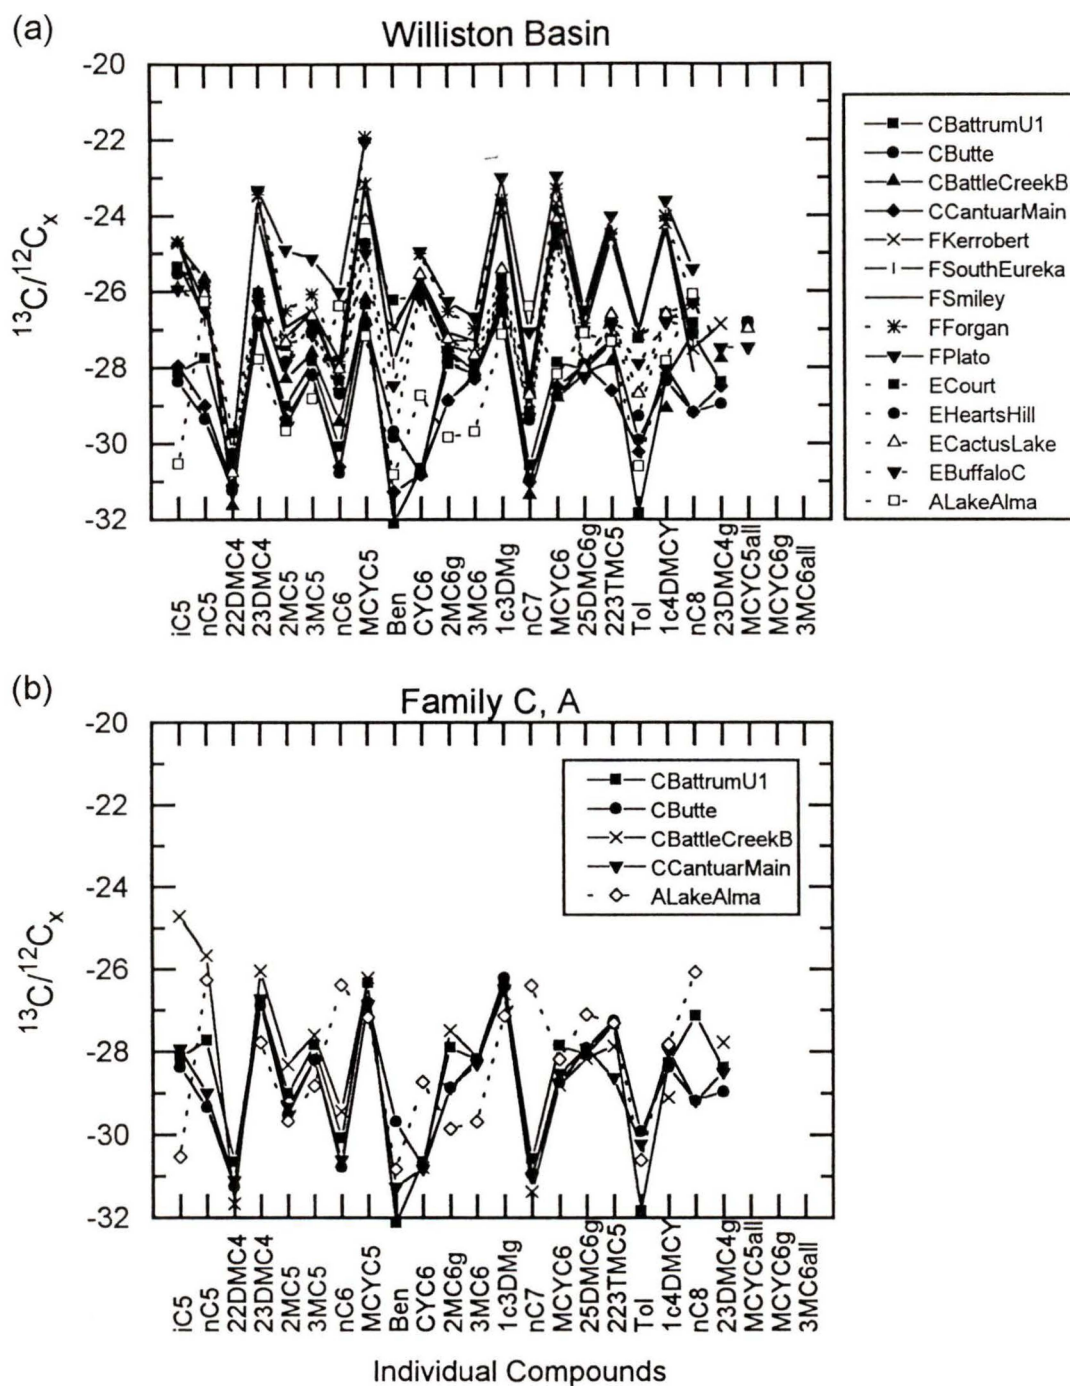 (a)
Williston Basin
-20
-22
-24
-26
-28
-30
-32
13C/12Cx
CBattrumU1
CButte
CBattleCreekB
CCantuarMain
FKerrobert
FSouthEureka
FSmiley
FForgan
FPlato
ECourt
EHeartsHill
ECactusLake
EBuffaloC
ALakeAlma
iC5
nC5
22DMC4
23DMC4
2MC5
3MC5
nC6
MCYC5
Ben
CYC6
2MC6g
3MC6
1c3DMg
nC7
MCYC6
25DMC6g
223TMC5
Tol
1c4DMCY
nC8
23DMC4g
MCYC5all
MCYC6g
3MC6all
(b)
Family C, A
-20
-22
-24
-26
-28
-30
-32
13C/12Cx
CBattrumU1
CButte
CBattleCreekB
CCantuarMain
ALakeAlma
iC5
nC5
22DMC4
23DMC4
2MC5
3MC5
nC6
MCYC5
Ben
CYC6
2MC6g
3MC6
1c3DMg
nC7
MCYC6
25DMC6g
223TMC5
Tol
1c4DMCY
nC8
23DMC4g
MCYC5all
MCYC6g
3MC6all
Individual Compounds